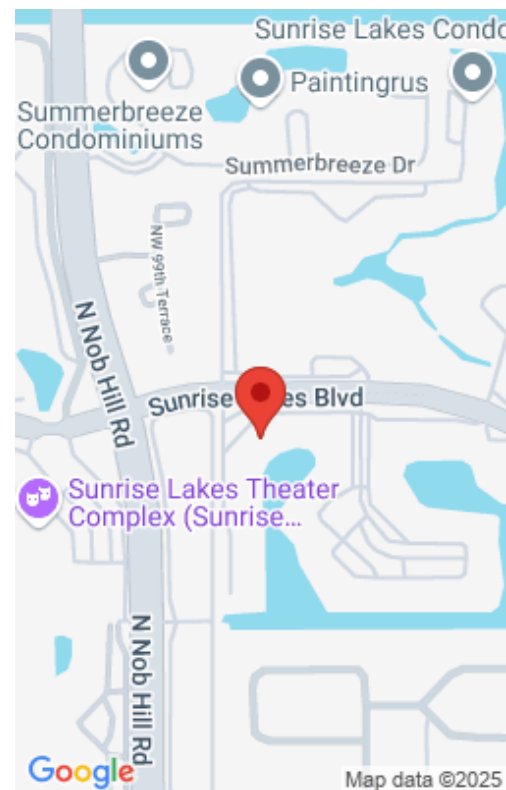 Sunrise Lakes Condo
Paintingrus
Summerbreeze
Condominiums
Summerbreeze Dr
NW 99th Terrace
N Nob Hill Rd
Sunrise es Blvd
Sunrise Lakes Theater
Complex (Sunrise...
N Nob Hill Rd
Google
Map data ©2025